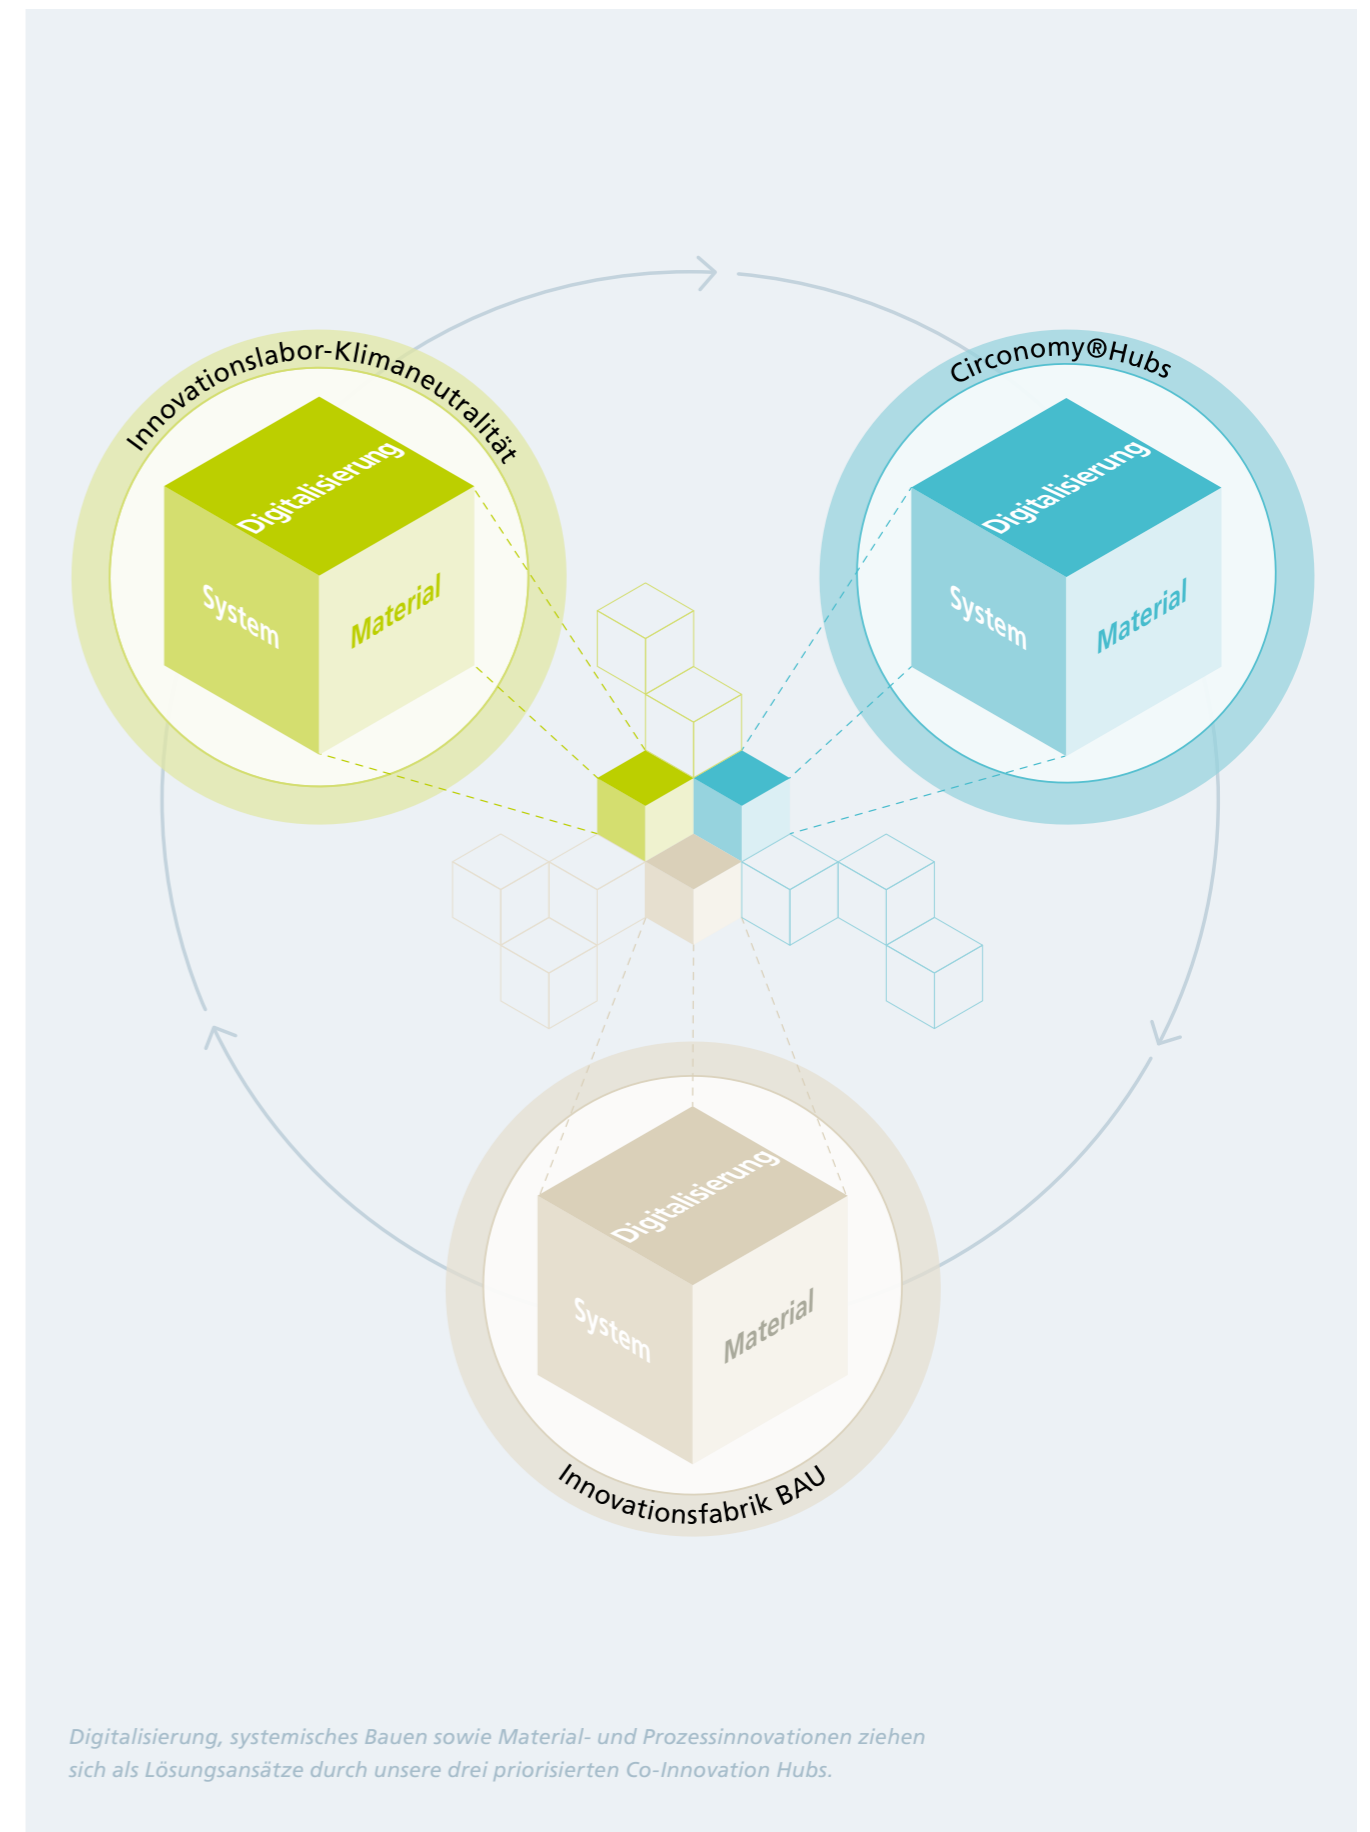 Innovationslabor-Klimaneutralität
Digitalisierung
System
Material
Circonomy®Hubs
Digitalisierung
System
Material
Digitalisierung
System
Material
Innovationsfabrik BAU
Digitalisierung, systemisches Bauen sowie Material- und Prozessinnovationen ziehen
sich als Lösungsansätze durch unsere drei priorisierten Co-Innovation Hubs.